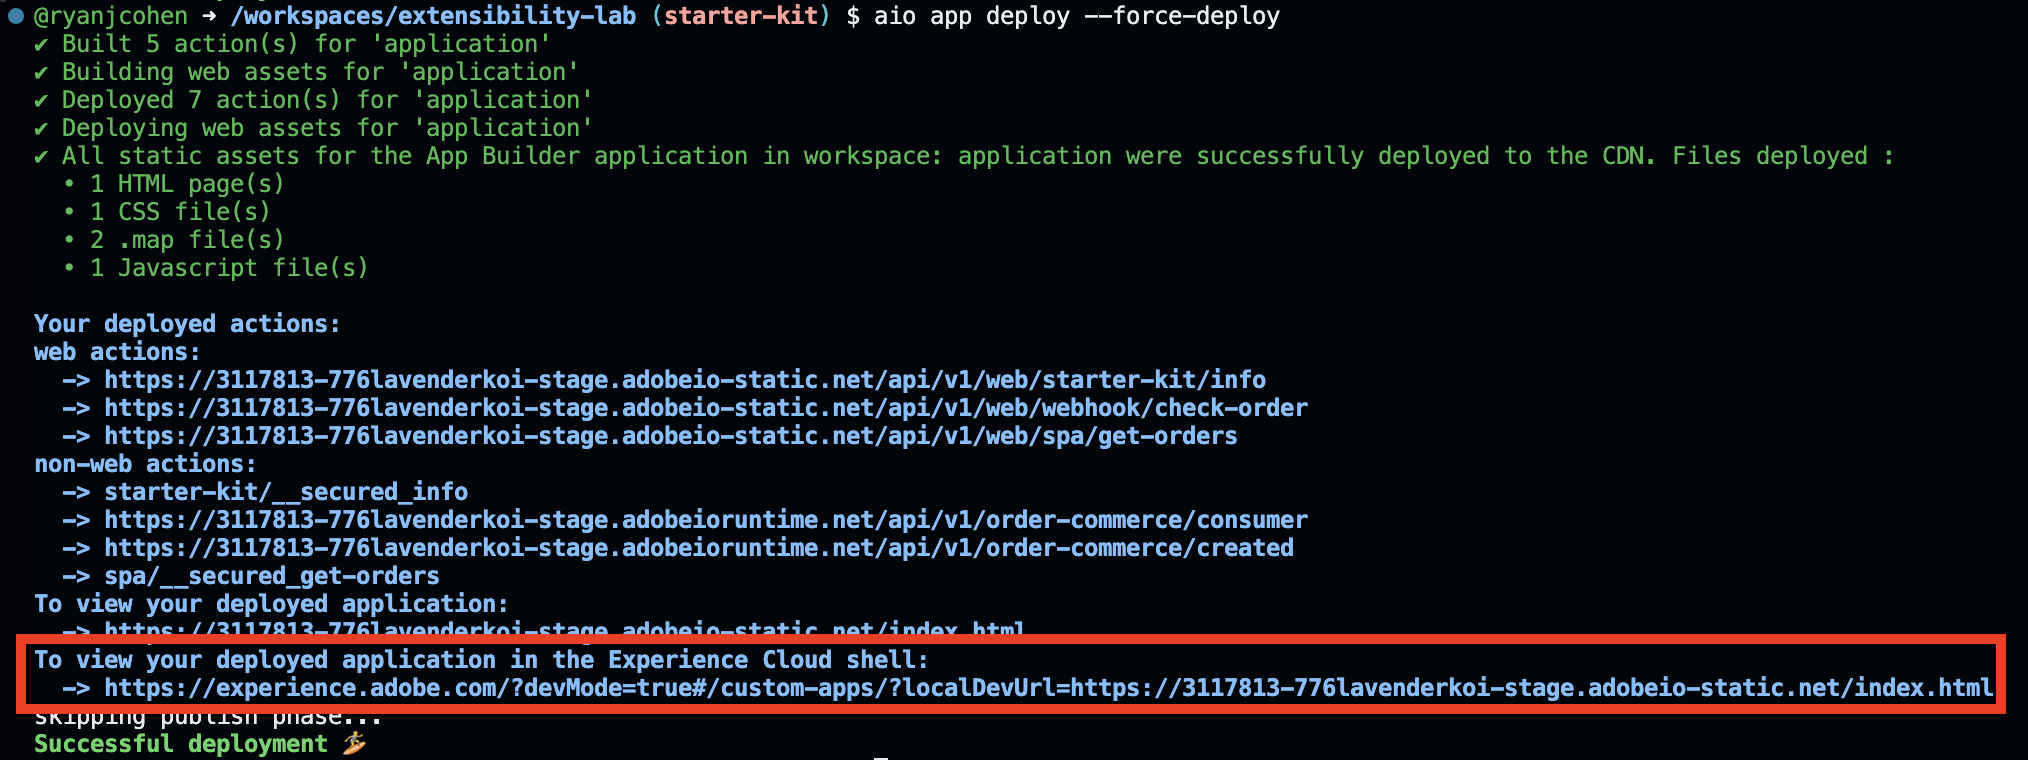 @ryanjcohen ➜ /workspaces/extensibility-lab (starter-kit) $ aio app deploy --force-deploy
✔ Built 5 action(s) for 'application'
✔ Building web assets for 'application'
✔ Deployed 7 action(s) for 'application'
✔ Deploying web assets for 'application'
✔ All static assets for the App Builder application in workspace: application were successfully deployed to the CDN. Files deployed :
• 1 HTML page(s)
• 1 CSS file(s)
• 2 .map file(s)
• 1 Javascript file(s)
Your deployed actions:
web actions:
-> https://3117813-776lavenderkoi-stage.adobeio-static.net/api/v1/web/starter-kit/info
-> https://3117813-776lavenderkoi-stage.adobeio-static.net/api/v1/web/webhook/check-order
-> https://3117813-776lavenderkoi-stage.adobeio-static.net/api/v1/web/spa/get-orders
non-web actions:
-> starter-kit/__secured_info
-> https://3117813-776lavenderkoi-stage.adobeioruntime.net/api/v1/order-commerce/consumer
-> https://3117813-776lavenderkoi-stage.adobeioruntime.net/api/v1/order-commerce/created
-> spa/__secured_get-orders
To view your deployed application:
-> https://3117813-776lavenderkoi-stage.adobeio-static.net/index.html
To view your deployed application in the Experience Cloud shell:
-> https://experience.adobe.com/?devMode=true#/custom-apps/?localDevUrl=https://3117813-776lavenderkoi-stage.adobeio-static.net/index.html
skipping publish phase...
Successful deployment 🏄